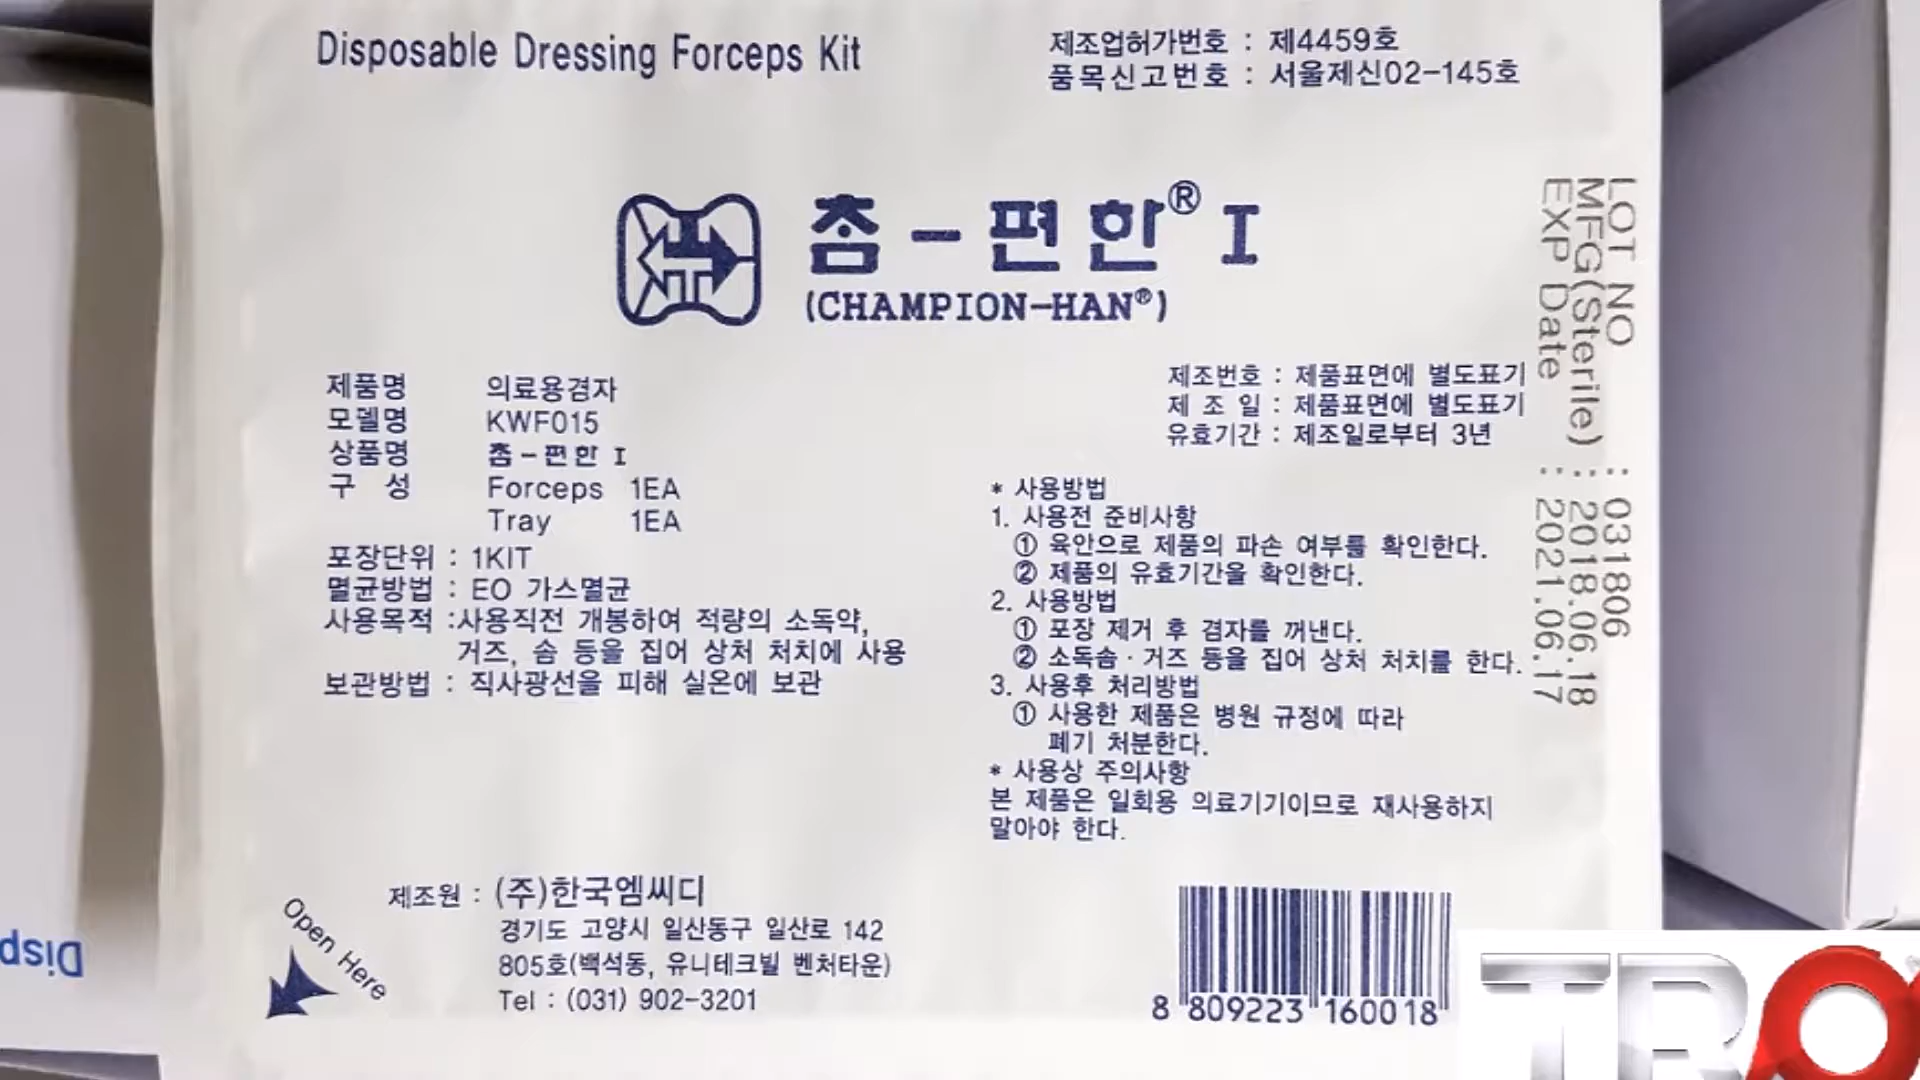 Disposable Dressing Forceps Kit
제조업허가번호 : 제4459호
품목신고번호 : 서울제신02-145호
참-편한® I
(CHAMPION-HAN®)
제품명 의료용겸자
모델명 KWF015
상품명 참-편한 I
구 성 Forceps 1EA
Tray 1EA
포장단위 : 1KIT
멸균방법 : EO 가스멸균
사용목적 :사용직전 개봉하여 적량의 소독약,
거즈, 솜 등을 집어 상처 처치에 사용
보관방법 : 직사광선을 피해 실온에 보관
제조번호 : 제품표면에 별도표기
제 조 일 : 제품표면에 별도표기
유효기간 : 제조일로부터 3년
* 사용방법
1. 사용전 준비사항
① 육안으로 제품의 파손 여부를 확인한다.
② 제품의 유효기간을 확인한다.
2. 사용방법
① 포장 제거 후 겸자를 꺼낸다.
② 소독솜·거즈 등을 집어 상처 처치를 한다.
3. 사용후 처리방법
① 사용한 제품은 병원 규정에 따라
폐기 처분한다.
* 사용상 주의사항
본 제품은 일회용 의료기기이므로 재사용하지
말아야 한다.
LOT NO : 031806
MFG(Sterile) : 2018.06.18
EXP Date : 2021.06.17
Open Here
제조원 : (주)한국엠씨디
경기도 고양시 일산동구 일산로 142
805호(백석동, 유니테크빌 벤처타운)
Tel : (031) 902-3201
8 809223 160018
Disp
TRO